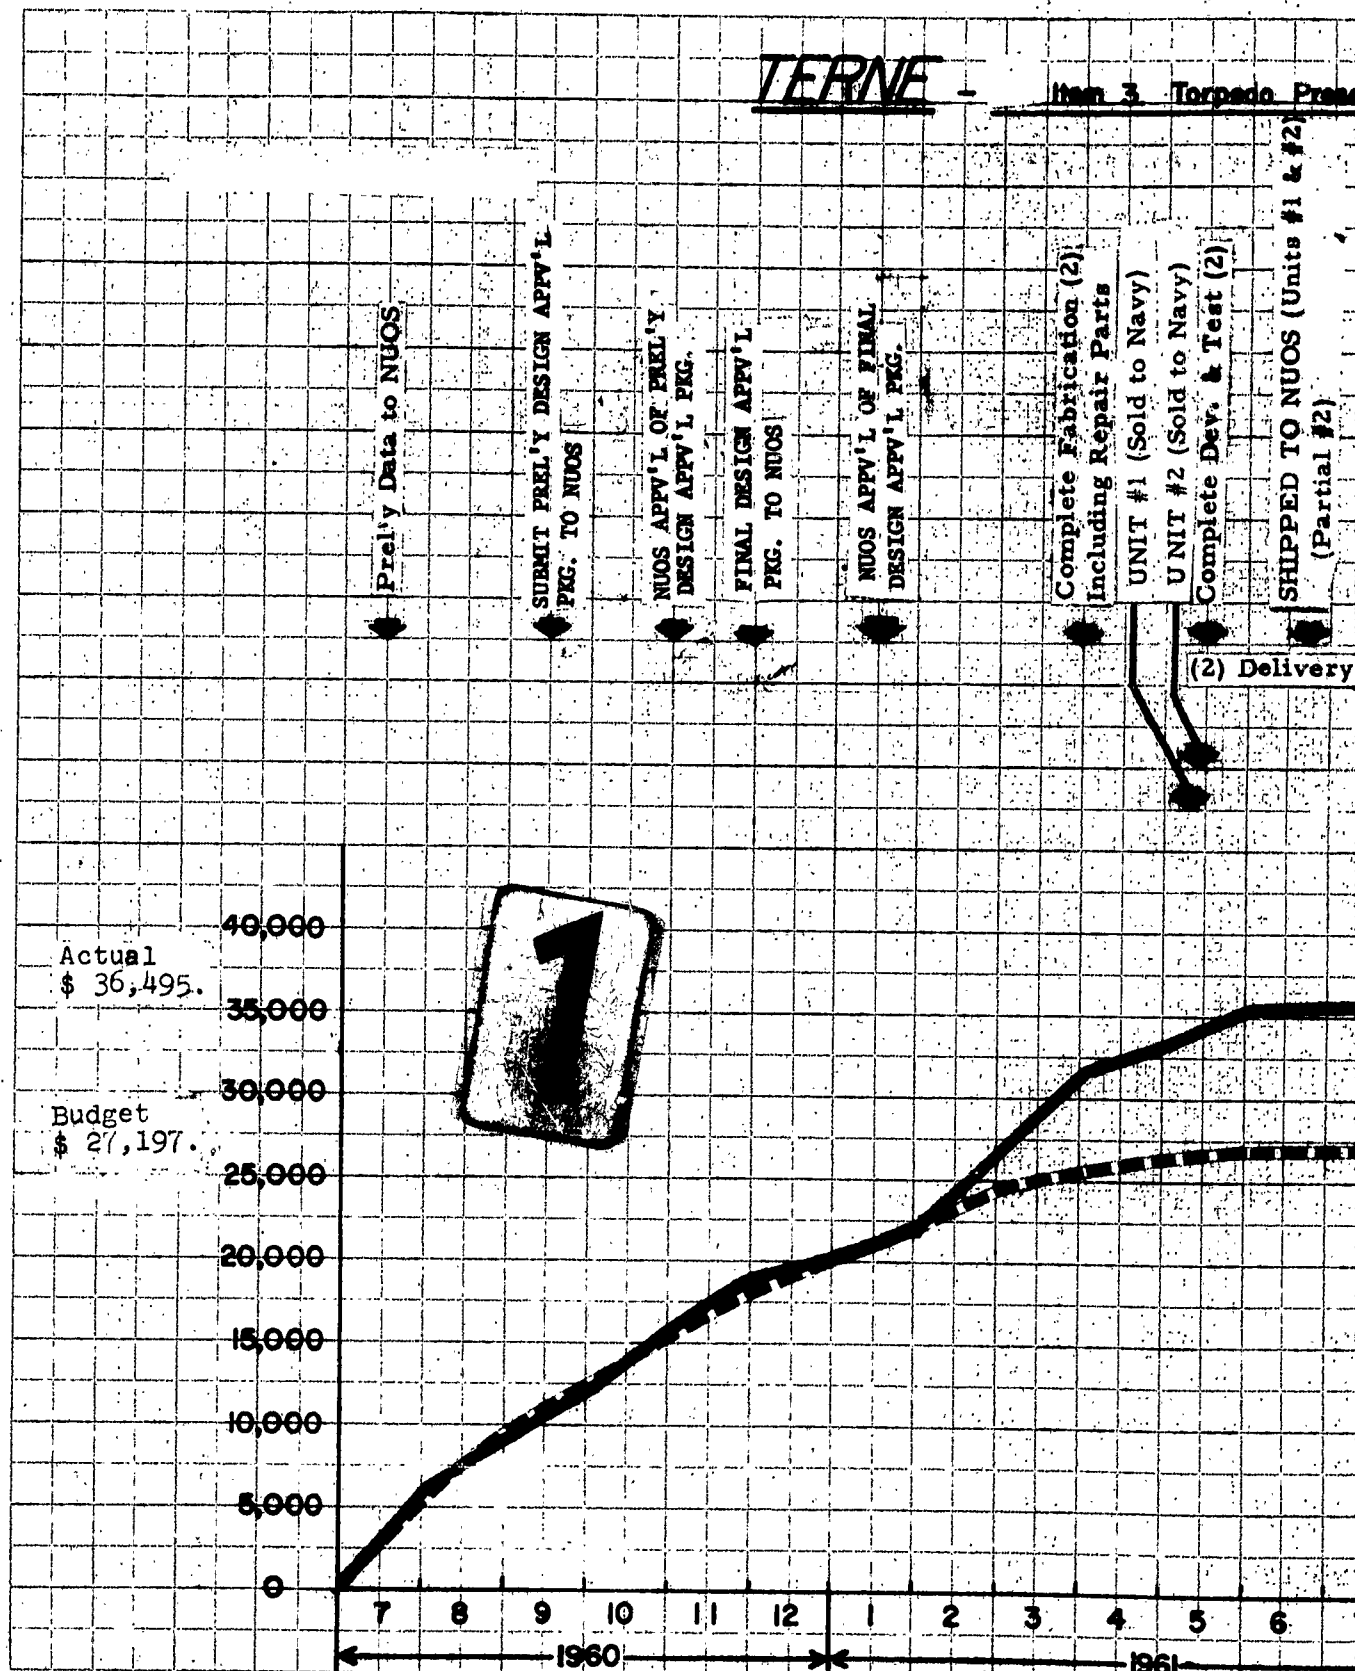 TERNE - Item 3 Torpedo
Prel'y Data to NUOS
SUBMIT PREL'Y DESIGN APPV'L
PKG. TO NUOS
NUOS APPV'L OF PREL'Y
DESIGN APPV'L PKG.
FINAL DESIGN APPV'L
PKG. TO NUOS
NUOS APPV'L OF FINAL
DESIGN APPV'L PKG.
Complete Fabrication (2)
Including Repair Parts
UNIT #1 (Sold to Navy)
UNIT #2 (Sold to Navy)
Complete Dev. & Test (2)
SHIPPED TO NUOS (Units #1 & #2)
(Partial #2)
(2) Delivery
1
Actual
$ 36,495.
Budget
$ 27,197.
40,000
35,000
30,000
25,000
20,000
15,000
10,000
5,000
0
7 8 9 10 11 12 1 2 3 4 5 6
1960 1961